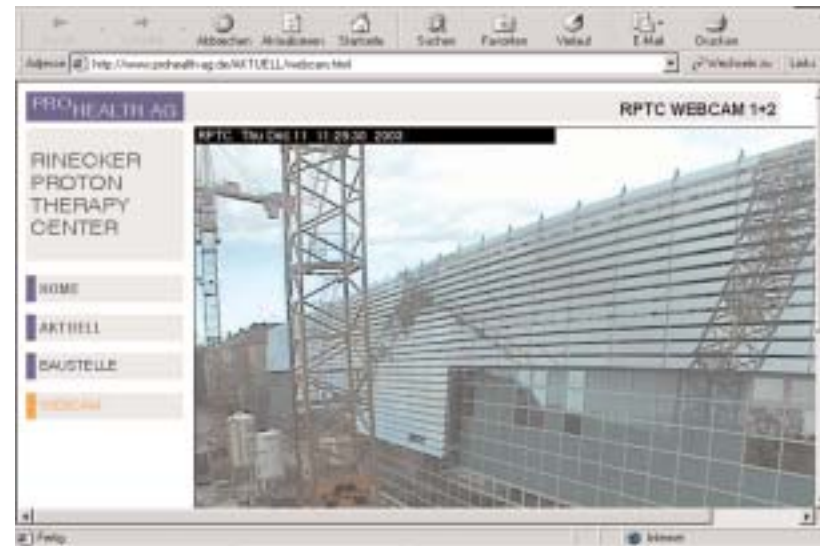 Abbrechen Aktualisieren Startseite Suchen Favoriten Verlauf E-Mail Drucken
Adresse http://www.prohealth-ag.de/AKTUELL/webcam.html Wechseln zu Links
PROHEALTH AG
RPTC WEBCAM 1+2
RPTC Thu Dec 11 11:29:30 2003
RINECKER
PROTON
THERAPY
CENTER
HOME
AKTUELL
BAUSTELLE
WEBCAM
Fertig
Internet